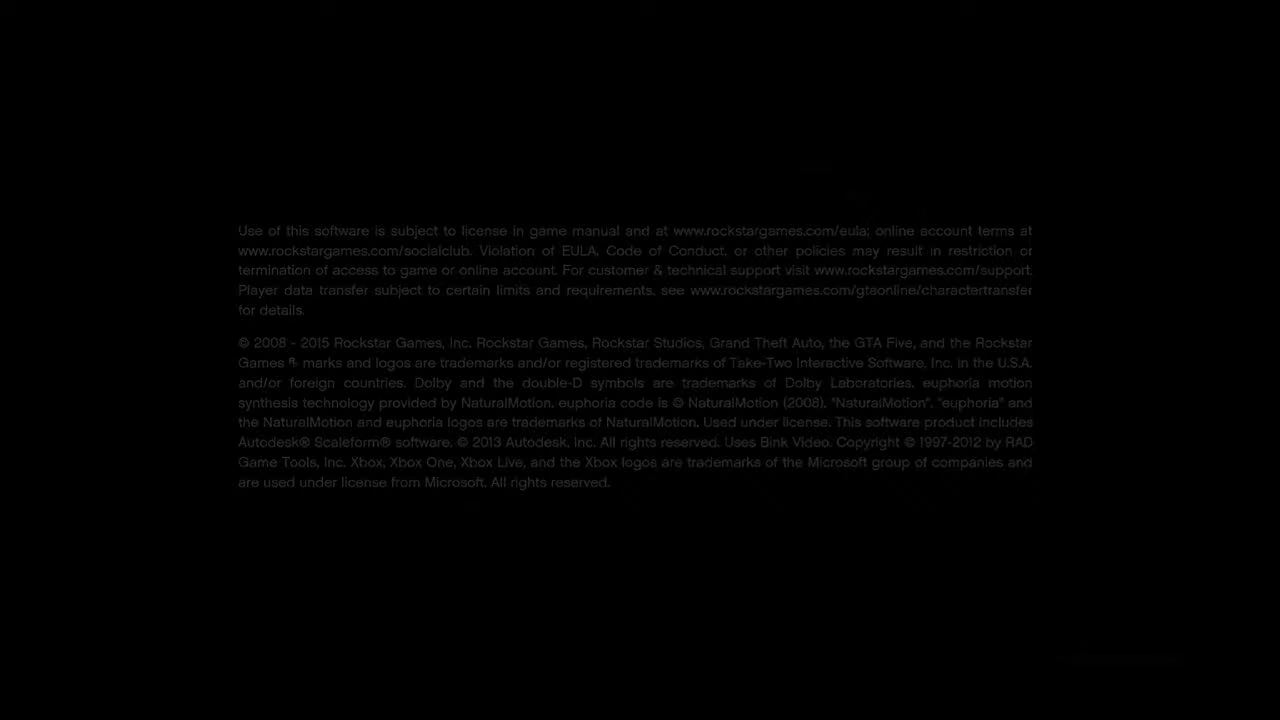 Use of this software is subject to license in game manual and at www.rockstargames.com/eula; online account terms at
www.rockstargames.com/socialclub. Violation of EULA, Code of Conduct, or other policies may result in restriction or
termination of access to game or online account. For customer & technical support visit www.rockstargames.com/support.
Player data transfer subject to certain limits and requirements, see www.rockstargames.com/gtaonline/charactertransfer
for details.
© 2008 - 2015 Rockstar Games, Inc. Rockstar Games, Rockstar Studios, Grand Theft Auto, the GTA Five, and the Rockstar
Games R* marks and logos are trademarks and/or registered trademarks of Take-Two Interactive Software, Inc. in the U.S.A.
and/or foreign countries. Dolby and the double-D symbols are trademarks of Dolby Laboratories. euphoria motion
synthesis technology provided by NaturalMotion. euphoria code is © NaturalMotion (2008). "NaturalMotion", "euphoria" and
the NaturalMotion and euphoria logos are trademarks of NaturalMotion. Used under license. This software product includes
Autodesk® Scaleform® software, © 2013 Autodesk, Inc. All rights reserved. Uses Bink Video. Copyright © 1997-2012 by RAD
Game Tools, Inc. Xbox, Xbox One, Xbox Live, and the Xbox logos are trademarks of the Microsoft group of companies and
are used under license from Microsoft. All rights reserved.